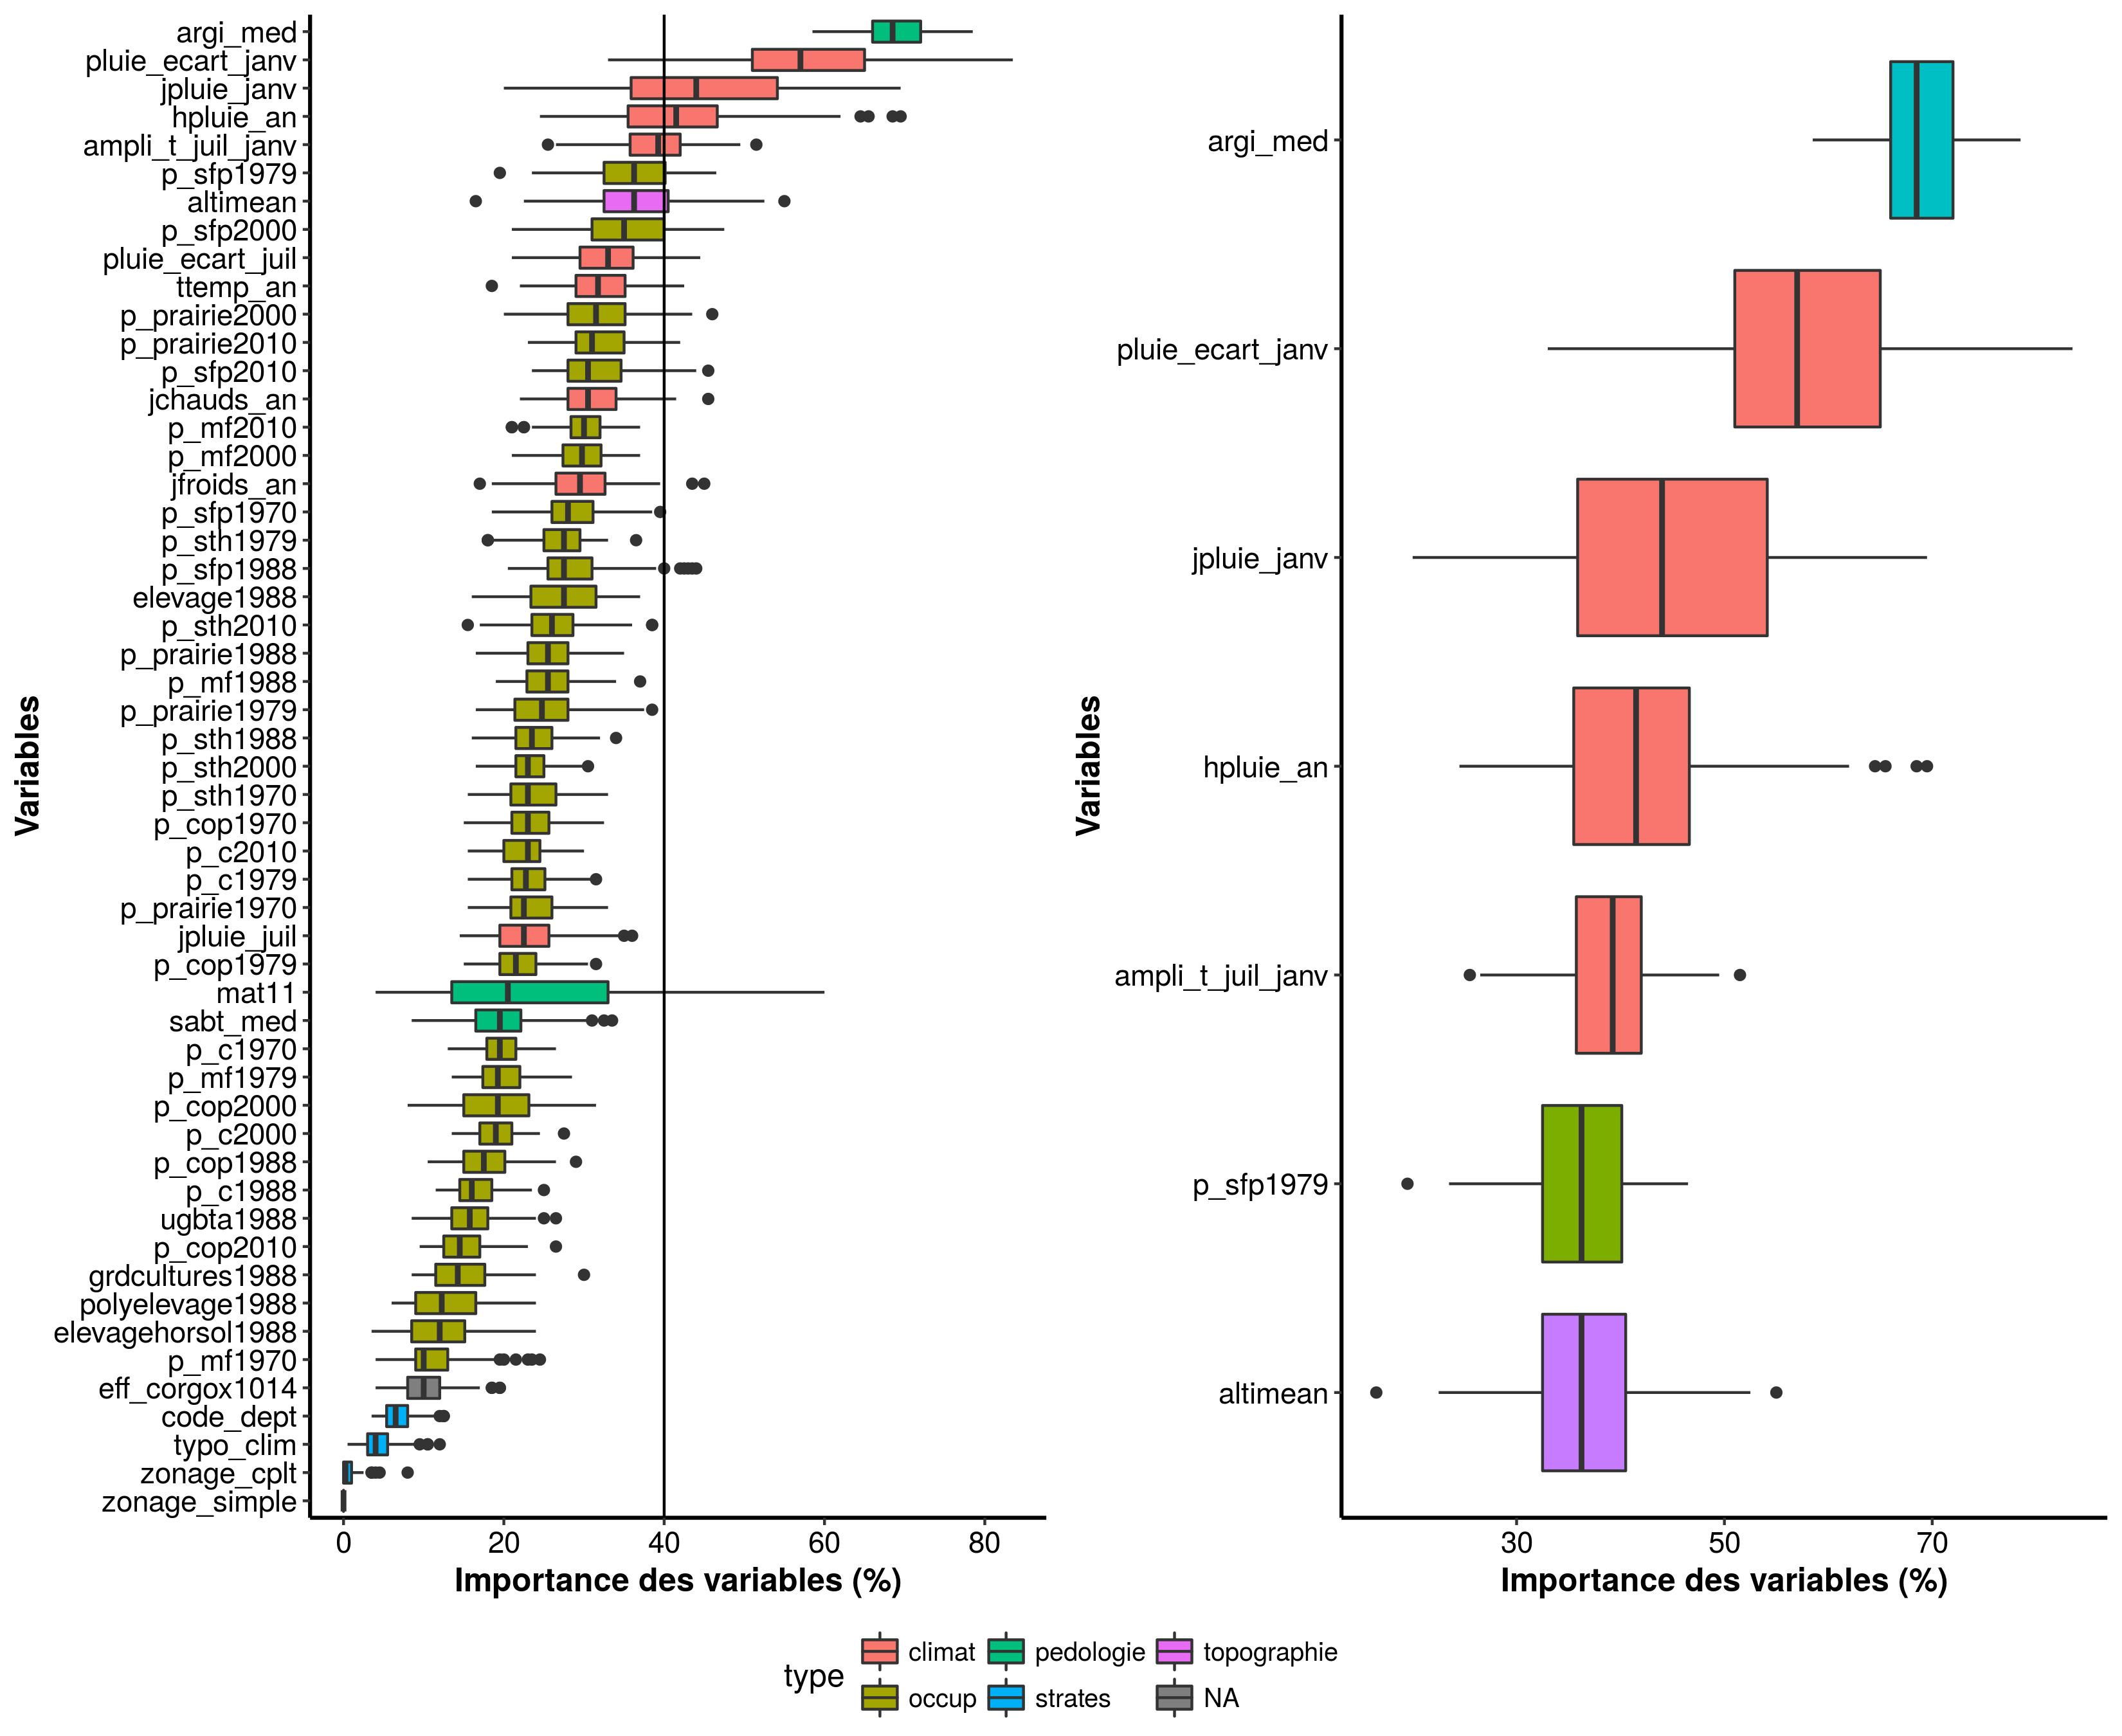 argi_med
pluie_ecart_janv
jpluie_janv
hpluie_an
ampli_t_juil_janv
p_sfp1979
altimean
p_sfp2000
pluie_ecart_juil
ttemp_an
p_prairie2000
p_prairie2010
p_sfp2010
jchauds_an
p_mf2010
p_mf2000
jfroids_an
p_sfp1970
p_sth1979
p_sfp1988
elevage1988
p_sth2010
p_prairie1988
p_mf1988
p_prairie1979
p_sth1988
p_sth2000
p_sth1970
p_cop1970
p_c2010
p_c1979
p_prairie1970
jpluie_juil
p_cop1979
mat11
sabt_med
p_c1970
p_mf1979
p_cop2000
p_c2000
p_cop1988
p_c1988
ugbta1988
p_cop2010
grdcultures1988
polyelevage1988
elevagehorsol1988
p_mf1970
eff_corgox1014
code_dept
typo_clim
zonage_cplt
zonage_simple
Variables
0 20 40 60 80
Importance des variables (%)
argi_med
pluie_ecart_janv
jpluie_janv
hpluie_an
ampli_t_juil_janv
p_sfp1979
altimean
Variables
30 50 70
Importance des variables (%)
type
climat pedologie topographie
occup strates NA